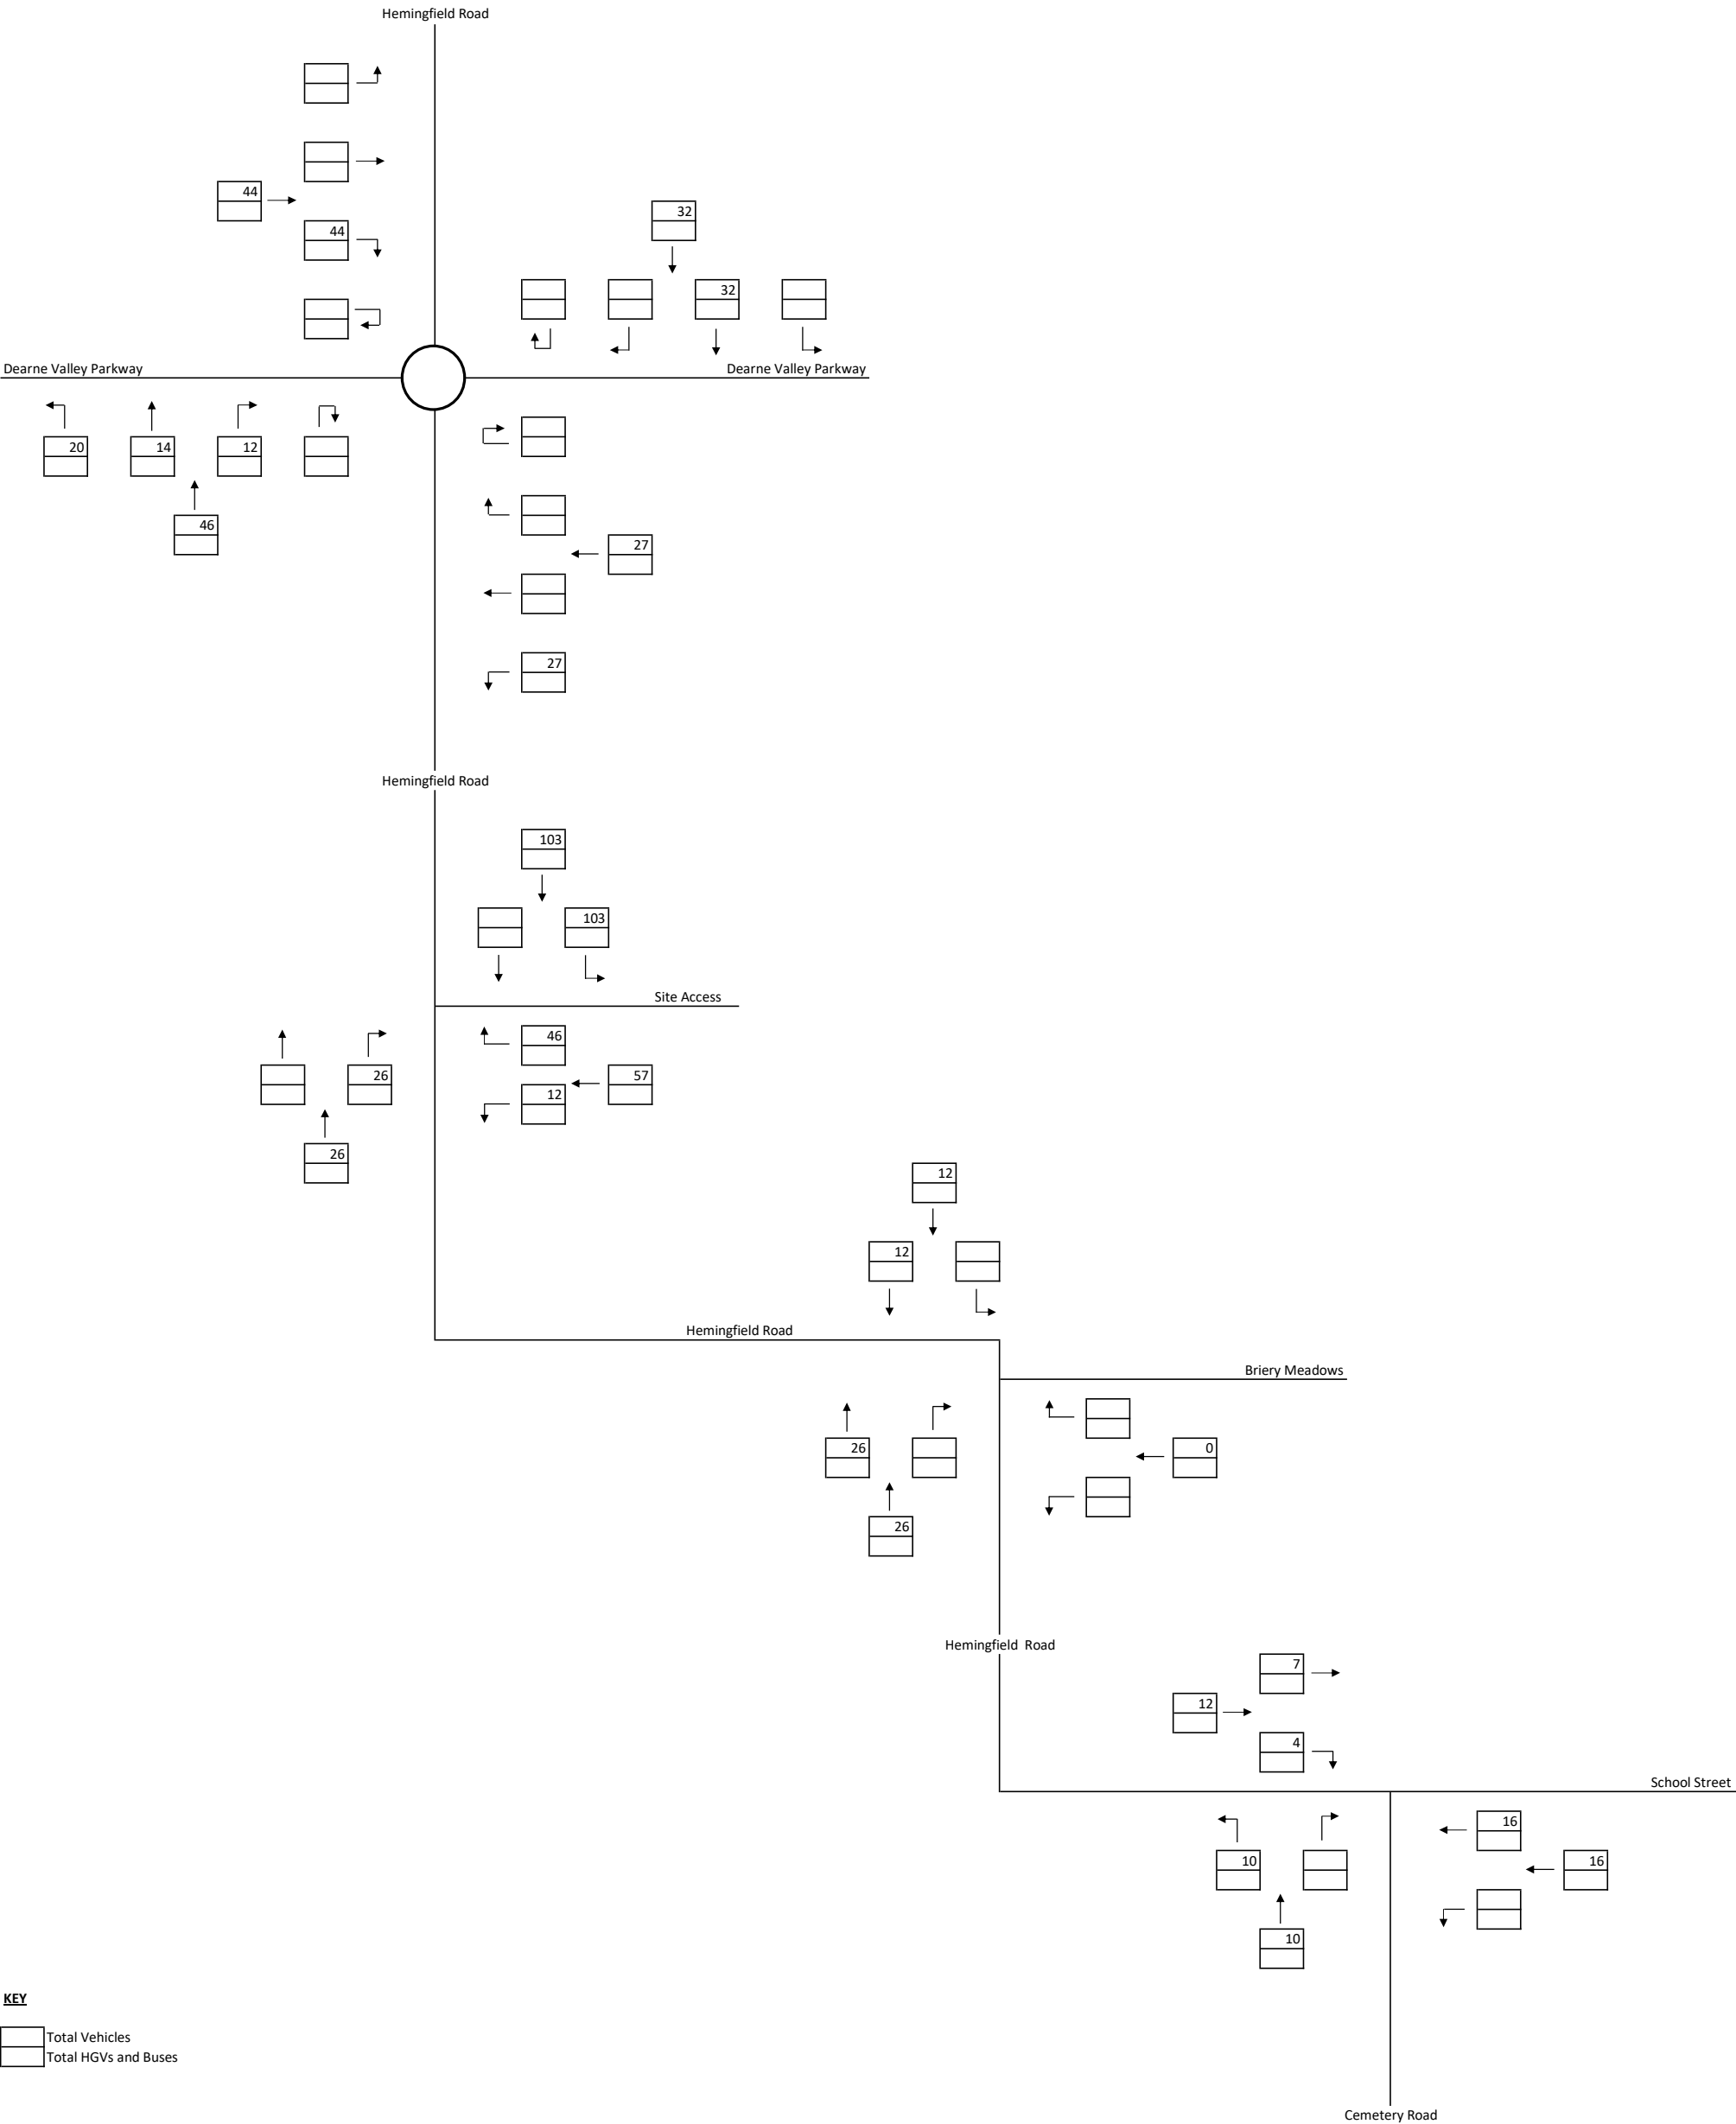 Hemingfield Road
44
32
44
32
Dearne Valley Parkway
Dearne Valley Parkway
20
14
12
46
27
27
Hemingfield Road
103
103
Site Access
46
26
57
12
26
12
12
Hemingfield Road
Briery Meadows
26
0
26
Hemingfield  Road
7
12
4
School Street
16
10
16
10
KEY
Total Vehicles
Total HGVs and Buses
Cemetery Road